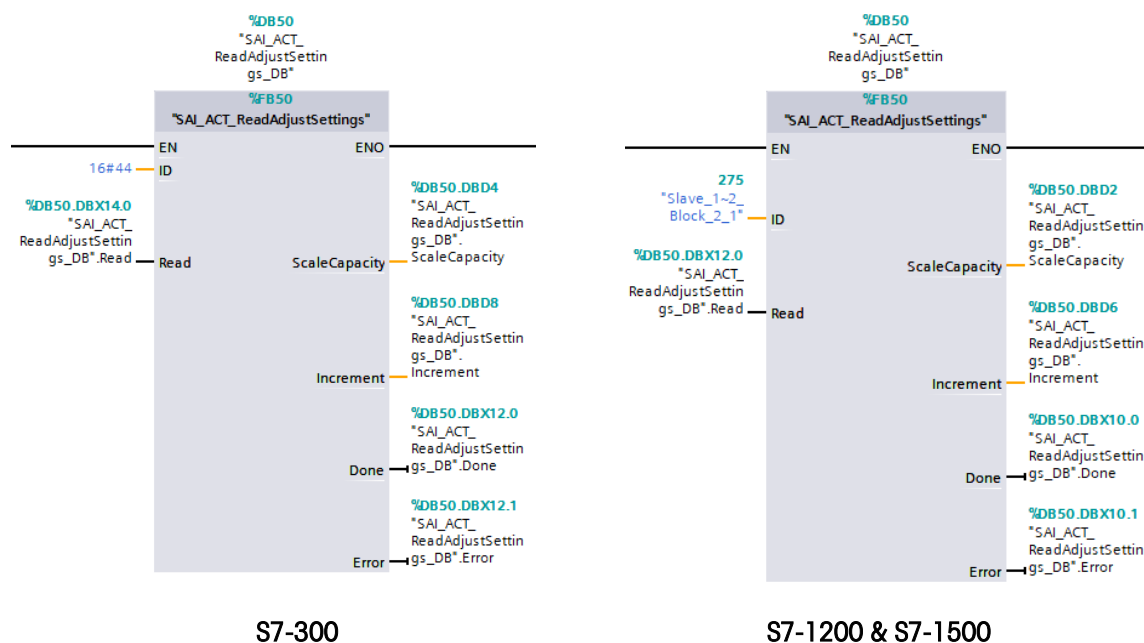 %DB50
"SAI_ACT_
ReadAdjustSettin
gs_DB"
%FB50
"SAI_ACT_ReadAdjustSettings"
EN
ENO
16#44
ID
%DB50.DBX14.0
"SAI_ACT_
ReadAdjustSettin
gs_DB".Read
Read
ScaleCapacity
%DB50.DBD4
"SAI_ACT_
ReadAdjustSettin
gs_DB".
ScaleCapacity
Increment
%DB50.DBD8
"SAI_ACT_
ReadAdjustSettin
gs_DB".
Increment
Done
%DB50.DBX12.0
"SAI_ACT_
ReadAdjustSettin
gs_DB".Done
Error
%DB50.DBX12.1
"SAI_ACT_
ReadAdjustSettin
gs_DB".Error
S7-300
%DB50
"SAI_ACT_
ReadAdjustSettin
gs_DB"
%FB50
"SAI_ACT_ReadAdjustSettings"
EN
ENO
275
"Slave_1~2_
Block_2_1"
ID
%DB50.DBX12.0
"SAI_ACT_
ReadAdjustSettin
gs_DB".Read
Read
ScaleCapacity
%DB50.DBD2
"SAI_ACT_
ReadAdjustSettin
gs_DB".
ScaleCapacity
Increment
%DB50.DBD6
"SAI_ACT_
ReadAdjustSettin
gs_DB".
Increment
Done
%DB50.DBX10.0
"SAI_ACT_
ReadAdjustSettin
gs_DB".Done
Error
%DB50.DBX10.1
"SAI_ACT_
ReadAdjustSettin
gs_DB".Error
S7-1200 & S7-1500